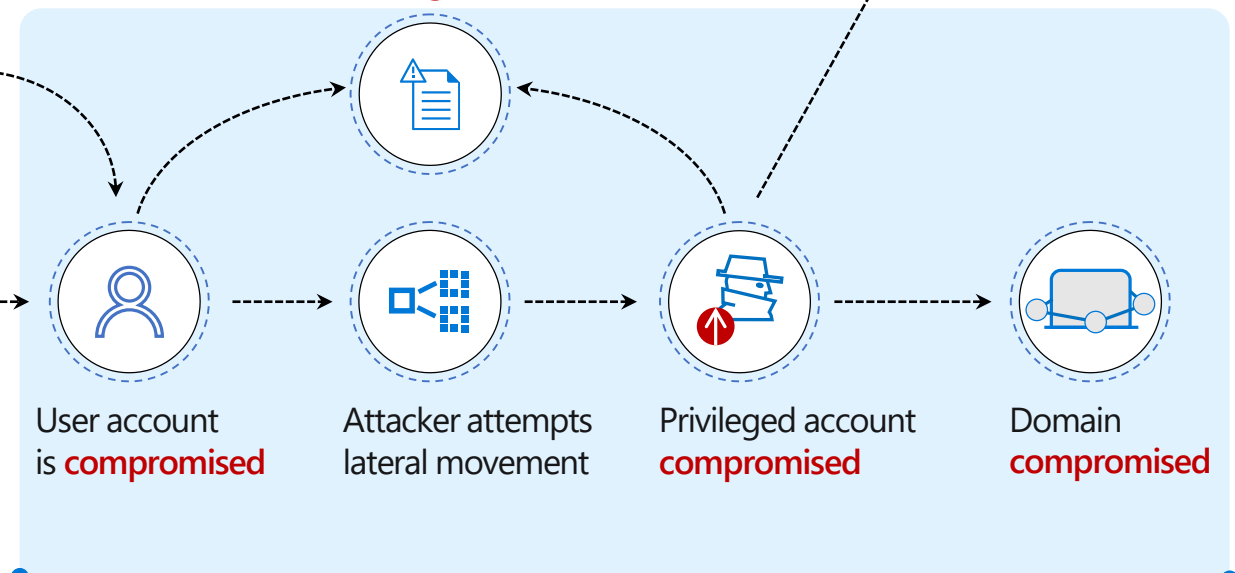 User account
is compromised
Attacker attempts
lateral movement
Privileged account
compromised
Domain
compromised